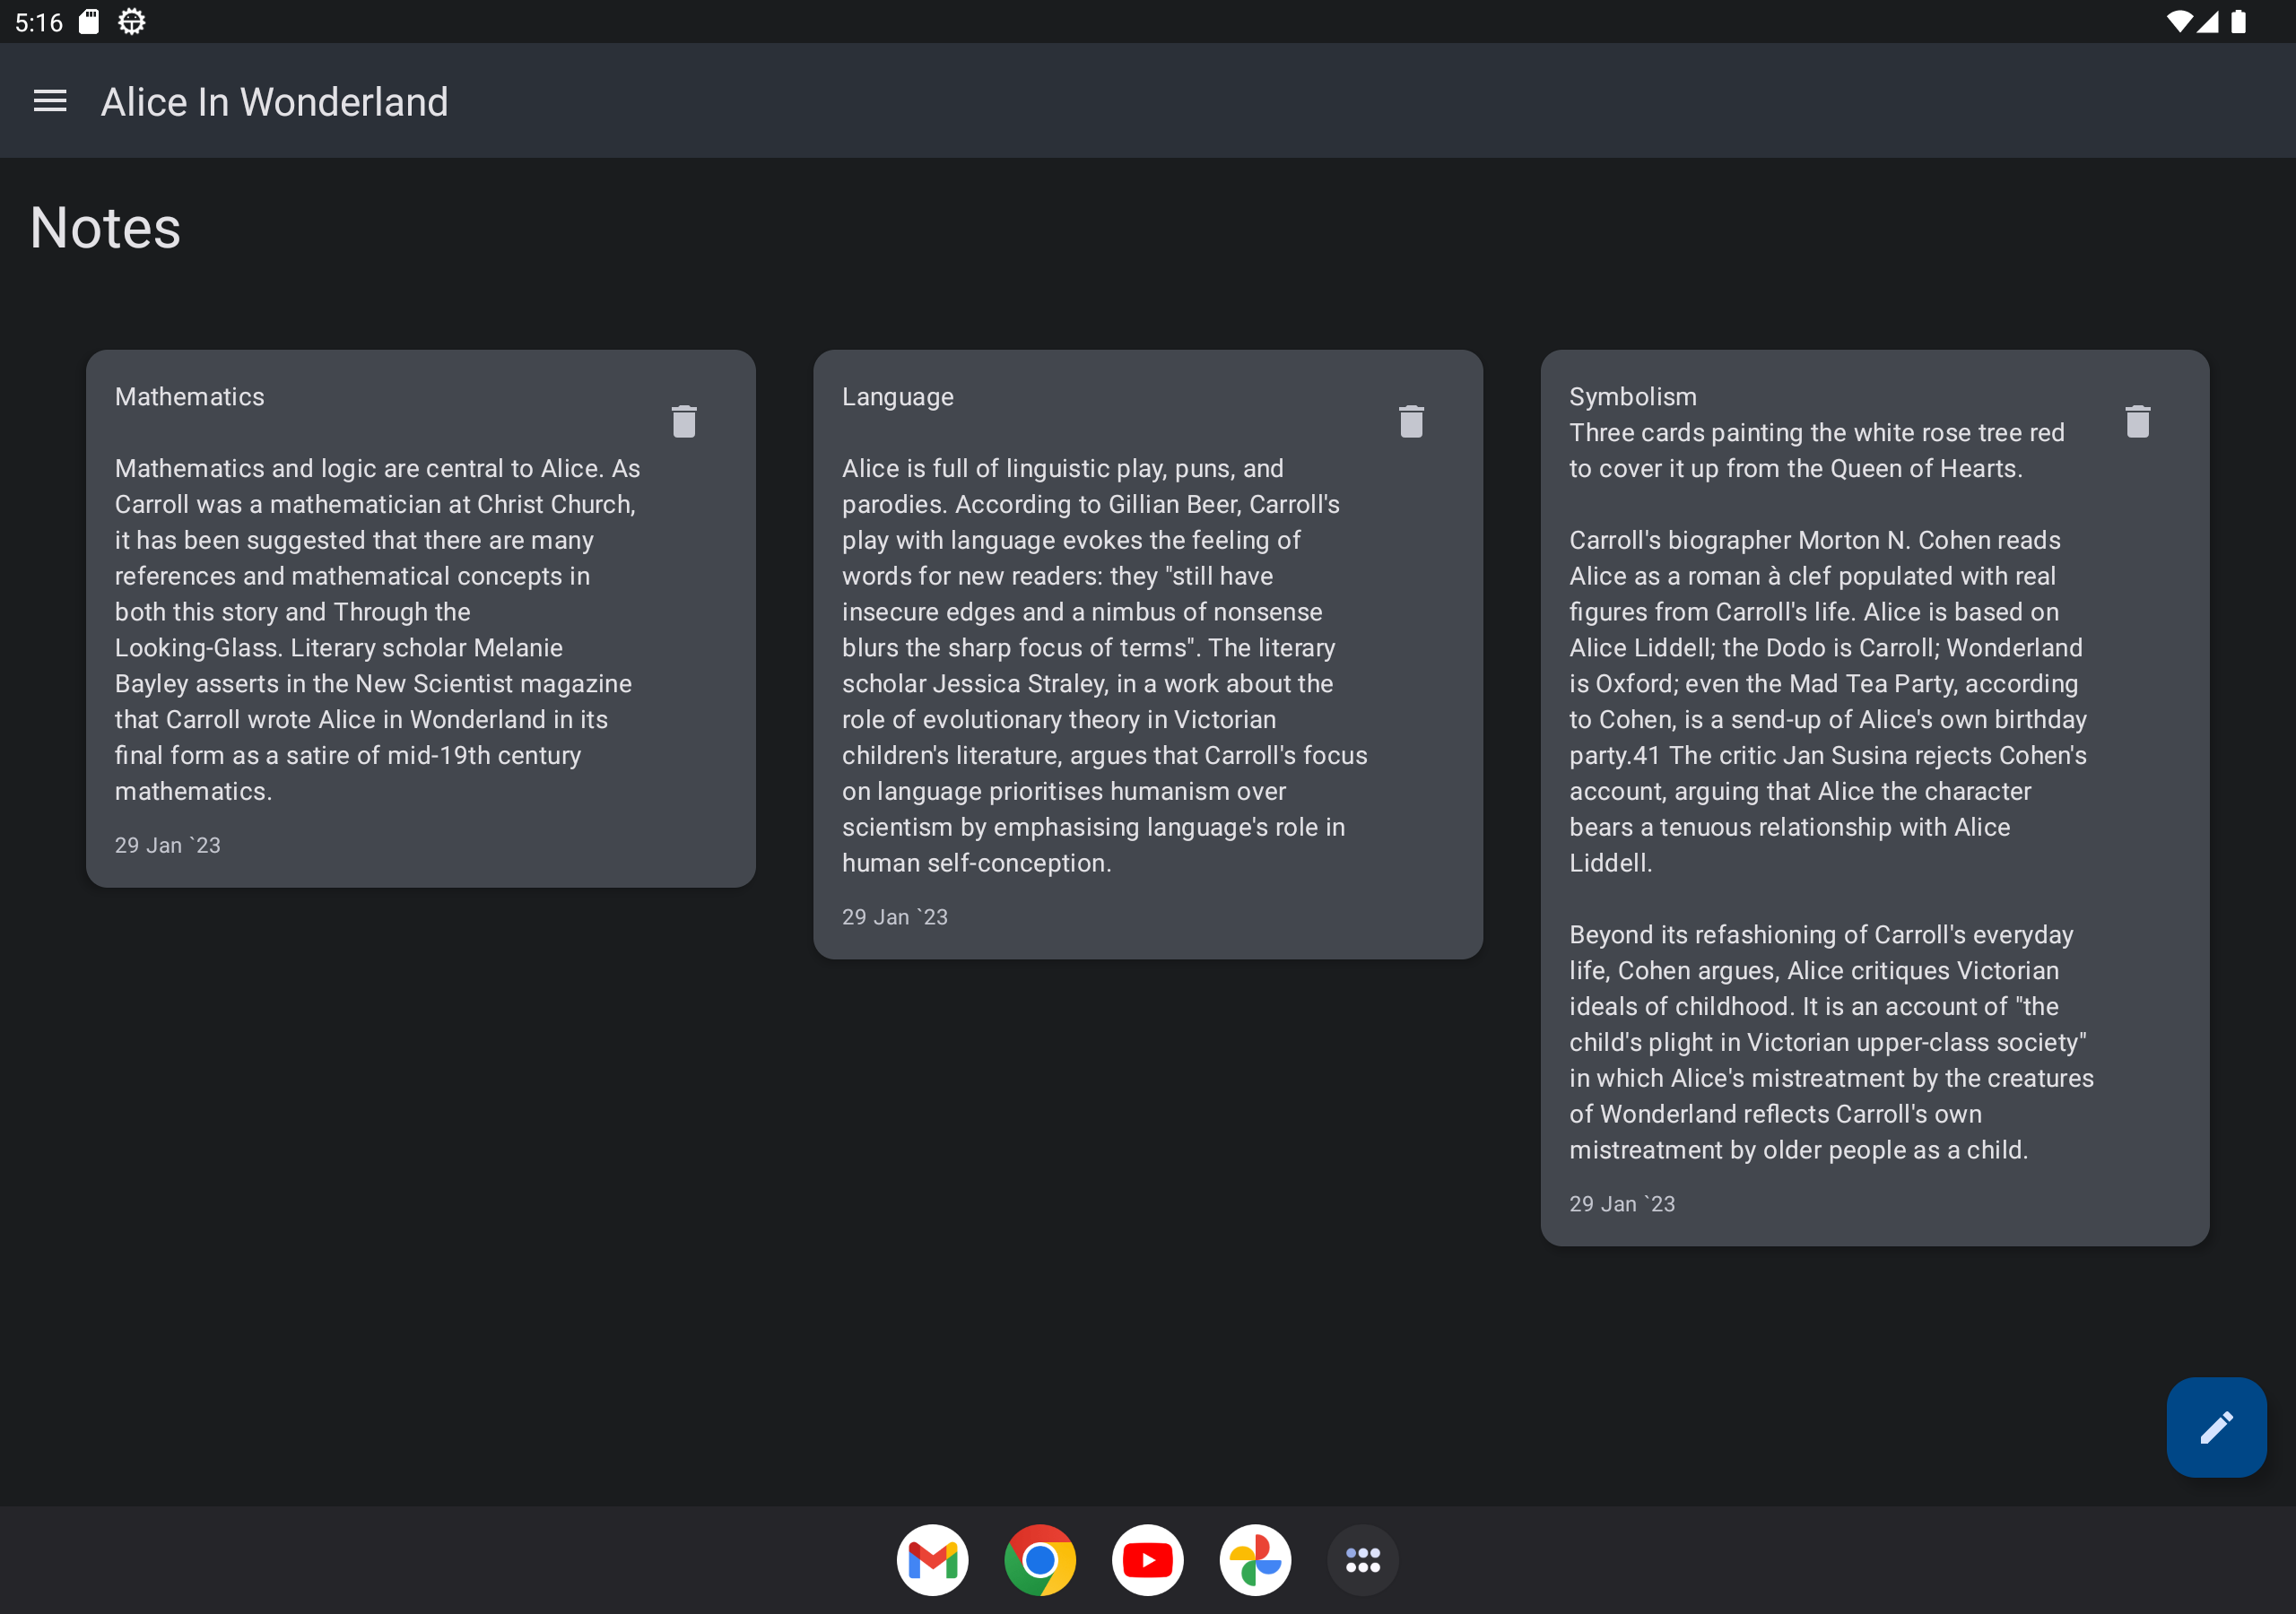 5:16
Alice In Wonderland
Notes
Mathematics
Mathematics and logic are central to Alice. As
Carroll was a mathematician at Christ Church,
it has been suggested that there are many
references and mathematical concepts in
both this story and Through the
Looking-Glass. Literary scholar Melanie
Bayley asserts in the New Scientist magazine
that Carroll wrote Alice in Wonderland in its
final form as a satire of mid-19th century
mathematics.
29 Jan `23
Language
Alice is full of linguistic play, puns, and
parodies. According to Gillian Beer, Carroll's
play with language evokes the feeling of
words for new readers: they "still have
insecure edges and a nimbus of nonsense
blurs the sharp focus of terms". The literary
scholar Jessica Straley, in a work about the
role of evolutionary theory in Victorian
children's literature, argues that Carroll's focus
on language prioritises humanism over
scientism by emphasising language's role in
human self-conception.
29 Jan `23
Symbolism
Three cards painting the white rose tree red
to cover it up from the Queen of Hearts.
Carroll's biographer Morton N. Cohen reads
Alice as a roman à clef populated with real
figures from Carroll's life. Alice is based on
Alice Liddell; the Dodo is Carroll; Wonderland
is Oxford; even the Mad Tea Party, according
to Cohen, is a send-up of Alice's own birthday
party.41 The critic Jan Susina rejects Cohen's
account, arguing that Alice the character
bears a tenuous relationship with Alice
Liddell.
Beyond its refashioning of Carroll's everyday
life, Cohen argues, Alice critiques Victorian
ideals of childhood. It is an account of "the
child's plight in Victorian upper-class society"
in which Alice's mistreatment by the creatures
of Wonderland reflects Carroll's own
mistreatment by older people as a child.
29 Jan `23